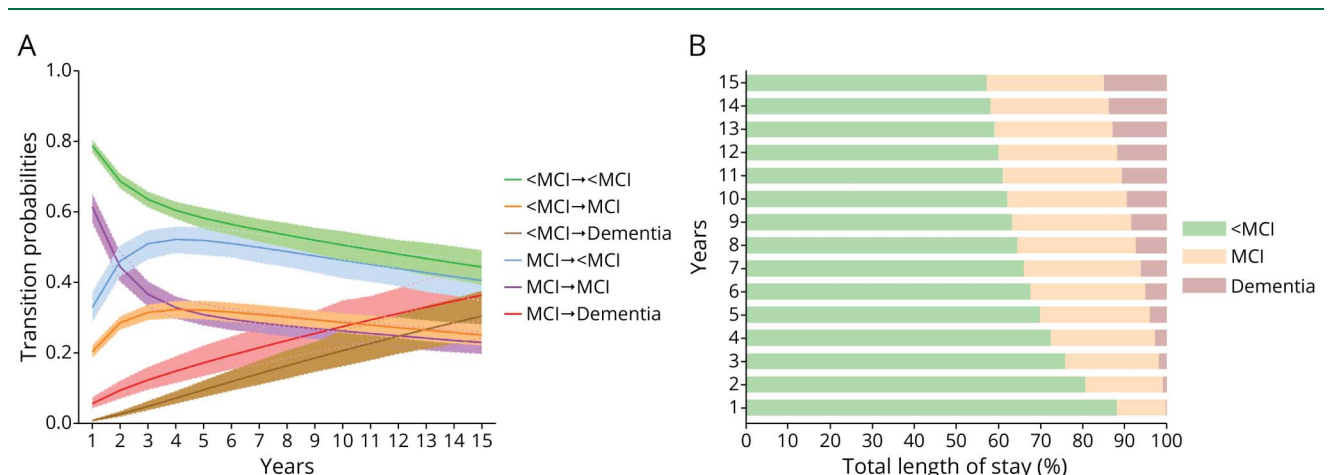 A
Transition probabilities
1.0
0.8
0.6
0.4
0.2
0.0
1 2 3 4 5 6 7 8 9 10 11 12 13 14 15
Years
<MCI→<MCI
<MCI→MCI
<MCI→Dementia
MCI→<MCI
MCI→MCI
MCI→Dementia
B
Years
15
14
13
12
11
10
9
8
7
6
5
4
3
2
1
0 10 20 30 40 50 60 70 80 90 100
Total length of stay (%)
<MCI
MCI
Dementia